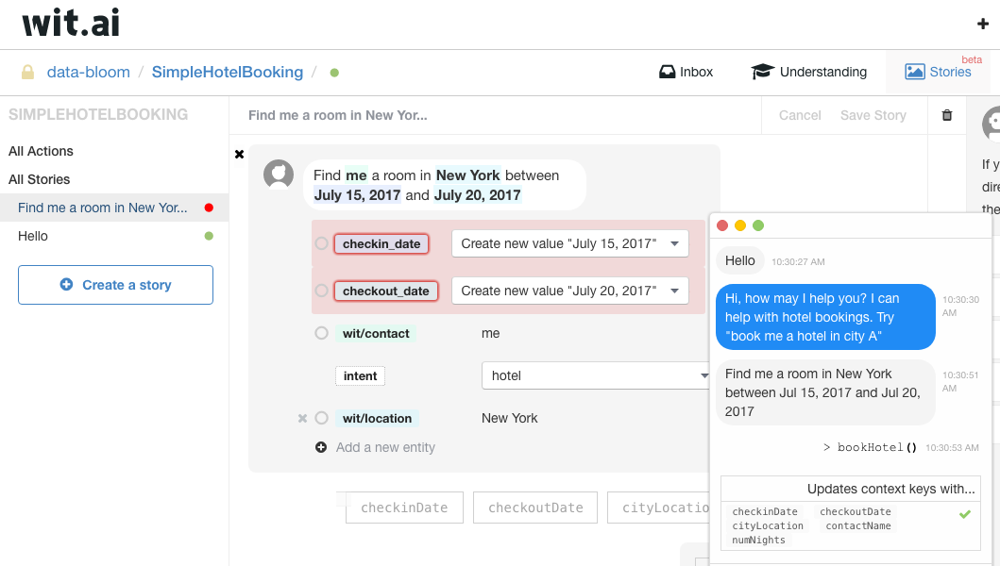 wit.ai
data-bloom / SimpleHotelBooking /
Inbox
Understanding
Stories
beta
SIMPLEHOTELBOOKING
All Actions
All Stories
Find me a room in New Yor...
Hello
Create a story
Find me a room in New Yor...
Cancel
Save Story
Find me a room in New York between
July 15, 2017 and July 20, 2017
checkin_date
Create new value "July 15, 2017"
checkout_date
Create new value "July 20, 2017"
wit/contact
me
intent
hotel
wit/location
New York
Add a new entity
checkinDate
checkoutDate
cityLocatio
If y
dire
the
Hello
10:30:27 AM
Hi, how may I help you? I can
help with hotel bookings. Try
"book me a hotel in city A"
10:30:30
AM
Find me a room in New York
between Jul 15, 2017 and Jul 20,
2017
10:30:51
AM
> bookHotel()
10:30:53 AM
Updates context keys with...
checkinDate checkoutDate
cityLocation contactName
numNights